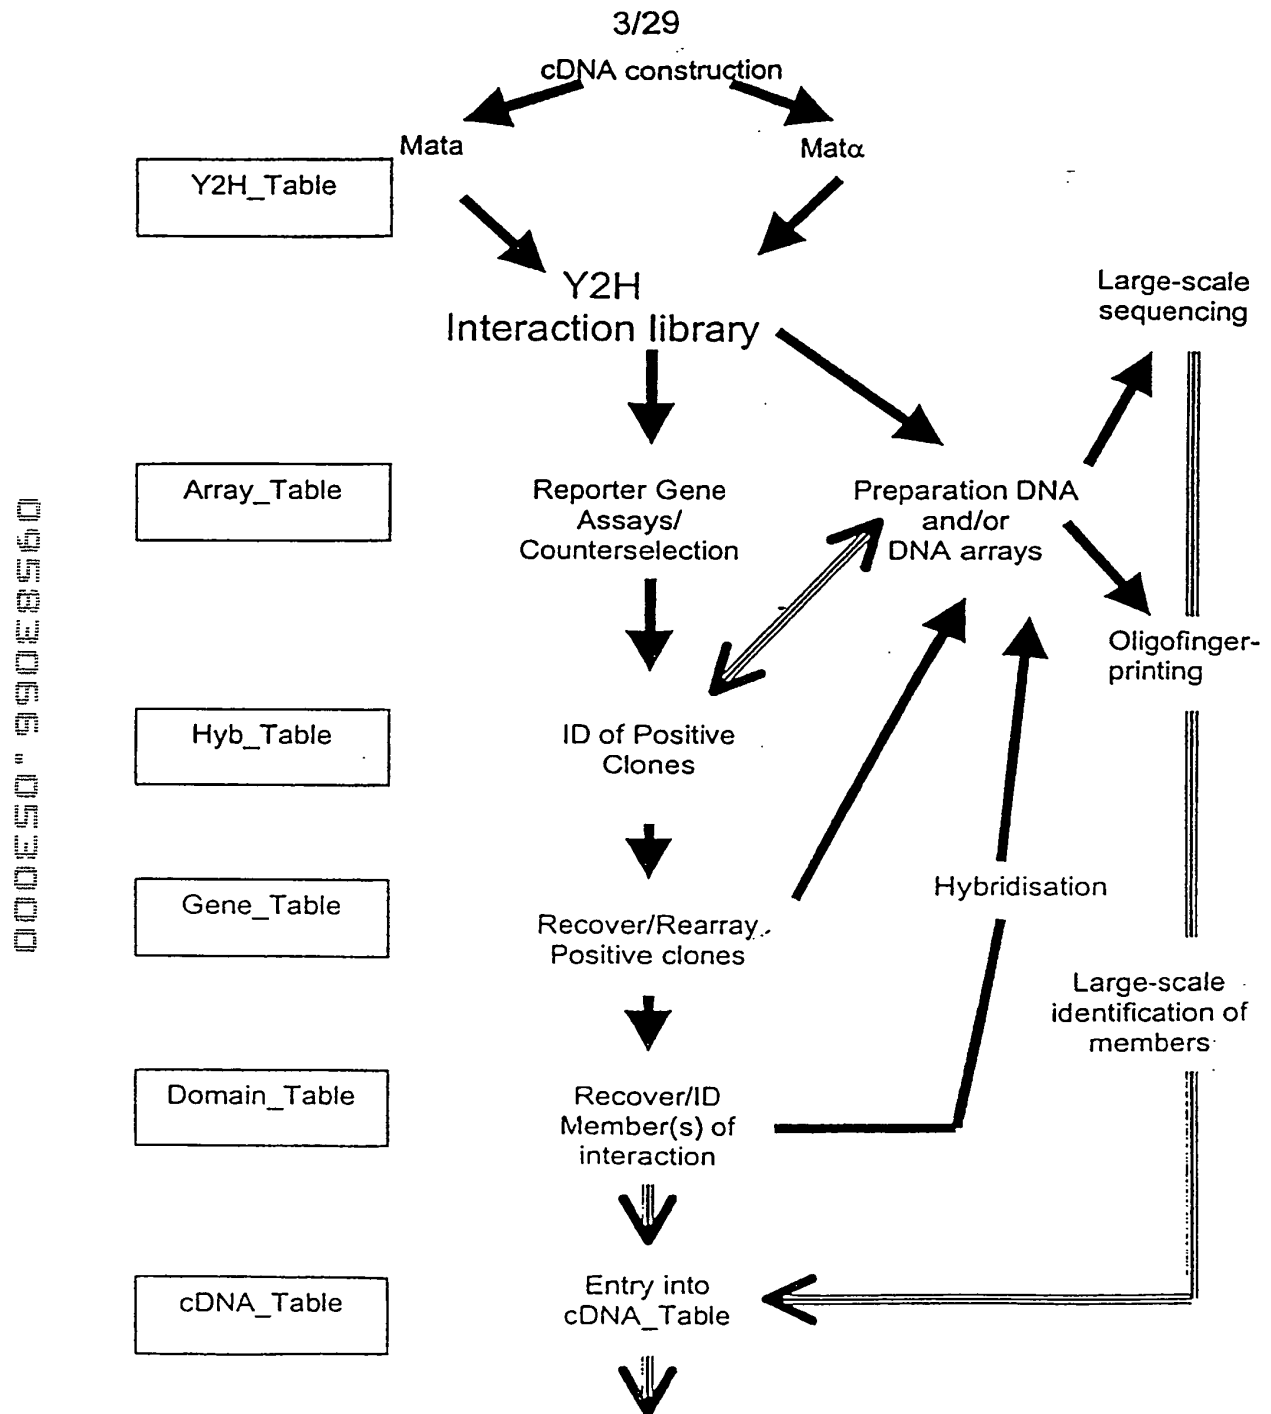 3/29
cDNA construction
Mata
Matα
Y2H_Table
Y2H
Interaction library
Large-scale
sequencing
Array_Table
Reporter Gene
Assays/
Counterselection
Preparation DNA
and/or
DNA arrays
Oligofinger-
printing
Hyb_Table
ID of Positive
Clones
Gene_Table
Recover/Rearray
Positive clones
Hybridisation
Large-scale
identification of
members
Domain_Table
Recover/ID
Member(s) of
interaction
cDNA_Table
Entry into
cDNA_Table
09583066.053000